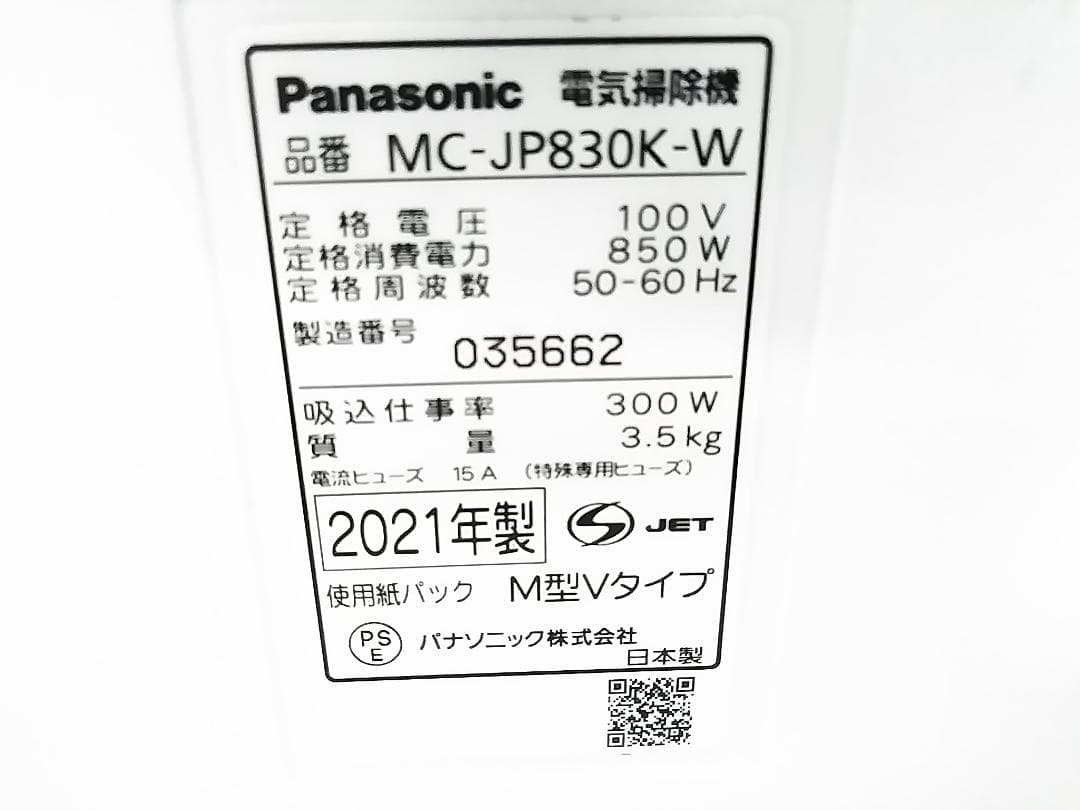 Panasonic 電気掃除機
品番 MC-JP830K-W
定格電圧 100V
定格消費電力 850W
定格周波数 50-60Hz
製造番号 035662
吸込仕事率 300W
質量 3.5kg
電流ヒューズ 15A (特殊専用ヒューズ)
2021年製 S JET
使用紙パック M型Vタイプ
PS E パナソニック株式会社
日本製